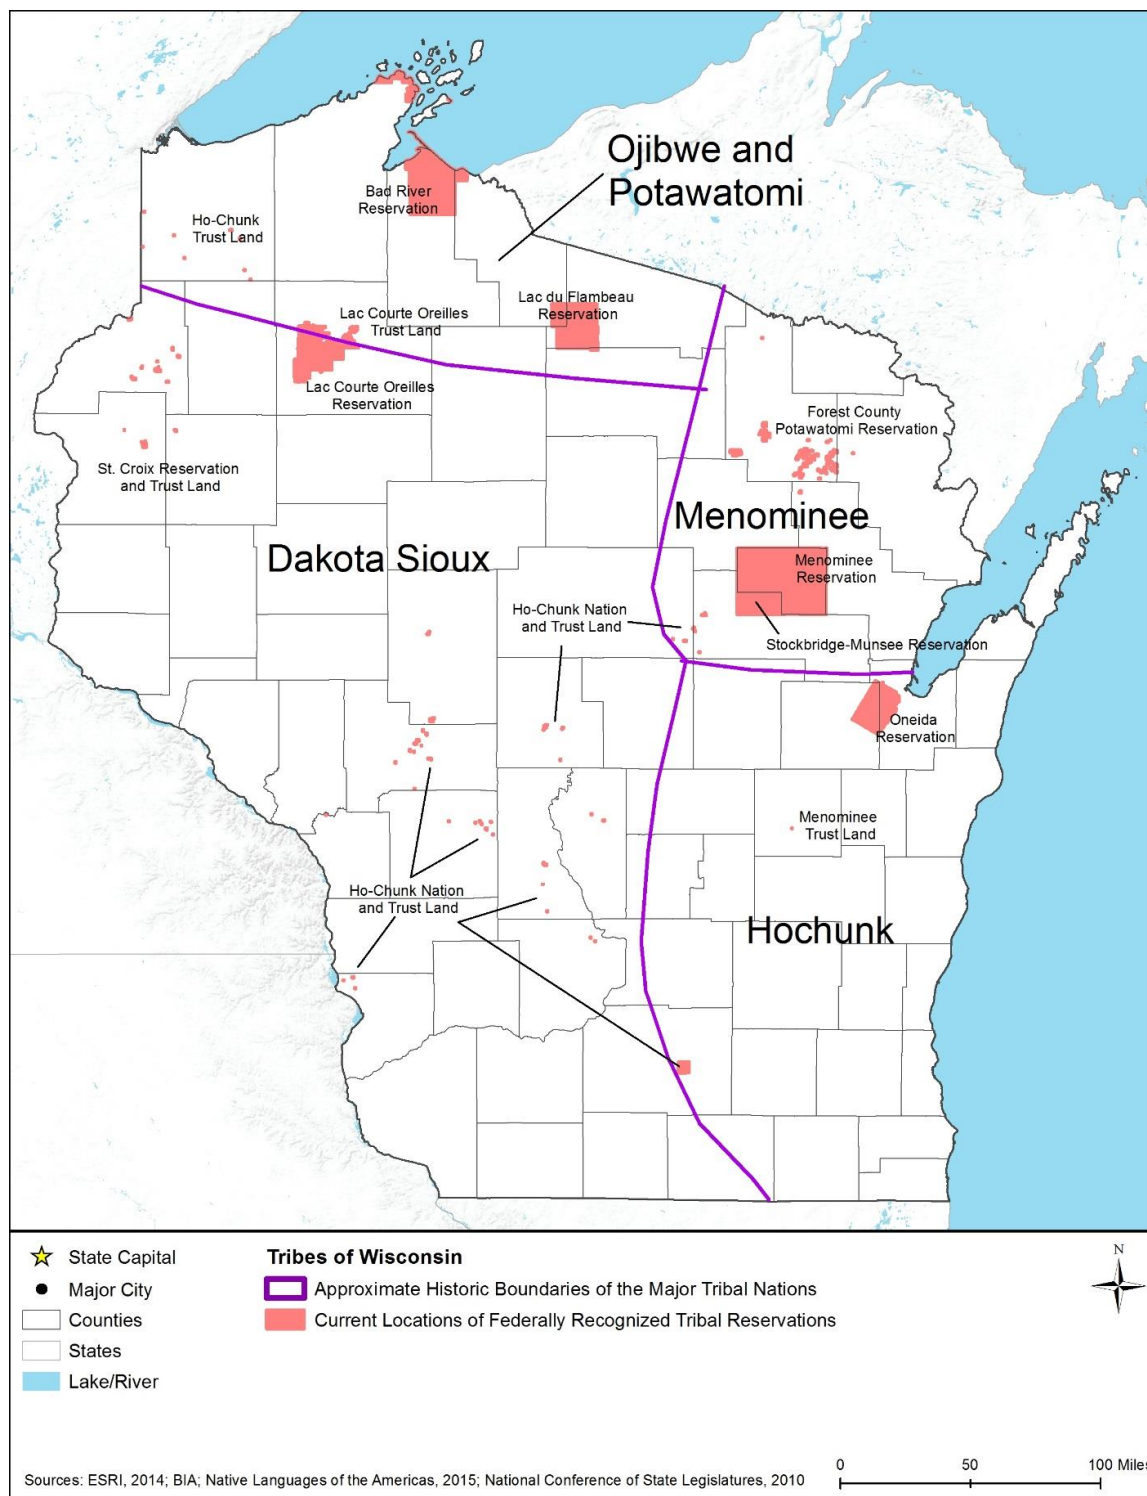 Ojibwe and
Potawatomi
Bad River
Reservation
Ho-Chunk
Trust Land
Lac du Flambeau
Reservation
Lac Courte Oreilles
Trust Land
Lac Courte Oreilles
Reservation
Forest County
Potawatomi Reservation
St. Croix Reservation
and Trust Land
Menominee
Dakota Sioux
Menominee
Reservation
Ho-Chunk Nation
and Trust Land
Stockbridge-Munsee Reservation
Oneida
Reservation
Menominee
Trust Land
Ho-Chunk Nation
and Trust Land
Hochunk
State Capital
Major City
Counties
States
Lake/River
Tribes of Wisconsin
Approximate Historic Boundaries of the Major Tribal Nations
Current Locations of Federally Recognized Tribal Reservations
N
Sources: ESRI, 2014; BIA; Native Languages of the Americas, 2015; National Conference of State Legislatures, 2010
0 50 100 Miles